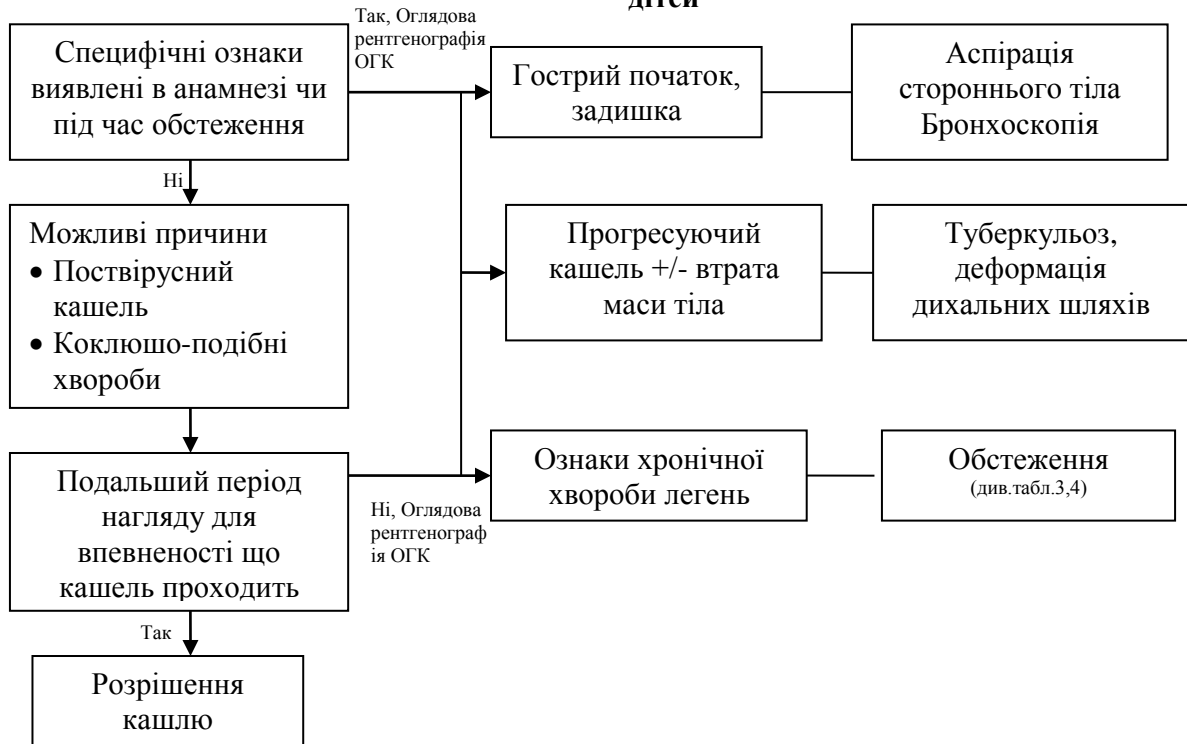 дітей
Специфічні ознаки
виявлені в анамнезі чи
під час обстеження
Так, Оглядова
рентгенографія
ОГК
Гострий початок,
задишка
Аспірація
стороннього тіла
Бронхоскопія
Ні
Можливі причини
• Поствірусний
кашель
• Коклюшо-подібні
хвороби
Прогресуючий
кашель +/- втрата
маси тіла
Туберкульоз,
деформація
дихальних шляхів
Подальший період
нагляду для
впевненості що
кашель проходить
Ні, Оглядова
рентгенограф
ія ОГК
Ознаки хронічної
хвороби легень
Обстеження
(див.табл.3,4)
Так
Розрішення
кашлю